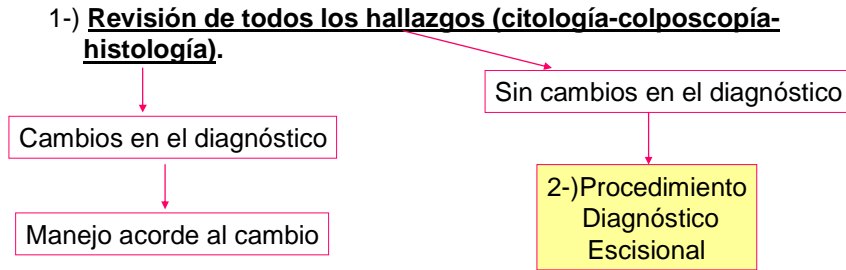 1-) Revisión de todos los hallazgos (citología-colposcopía-
histología).
Sin cambios en el diagnóstico
Cambios en el diagnóstico
2-)Procedimiento
Diagnóstico
Escisional
Manejo acorde al cambio